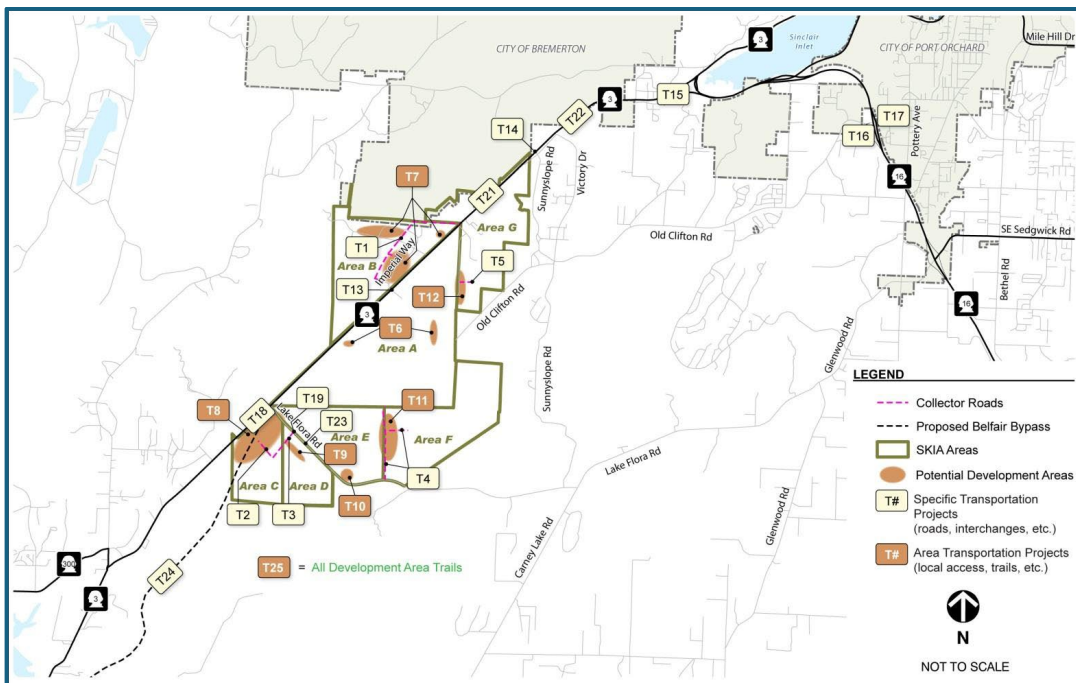 3
Sinclair
Inlet
CITY OF BREMERTON
CITY OF PORT ORCHARD
Mile Hill Dr
T15
3
T22
T14
T17
T16
Pottery Ave
16
Sunnyslope Rd
Victory Dr
T7
T21
Area G
Old Clifton Rd
SE Sedgwick Rd
T1
Imperial Way
Area B
T5
T13
T12
Bethel Rd
16
3
Old Clifton Rd
T6
Area A
Sunnyslope Rd
Glenwood Rd
T8
T18
T19
Lake Flora Rd
T23
T11
Area E
Area F
T9
Area C
Area D
T10
T4
T2
T3
Lake Flora Rd
Carney Lake Rd
Glenwood Rd
T24
300
3
T25 = All Development Area Trails
LEGEND
Collector Roads
Proposed Belfair Bypass
SKIA Areas
Potential Development Areas
T# Specific Transportation
Projects
(roads, interchanges, etc.)
T# Area Transportation Projects
(local access, trails, etc.)
N
NOT TO SCALE